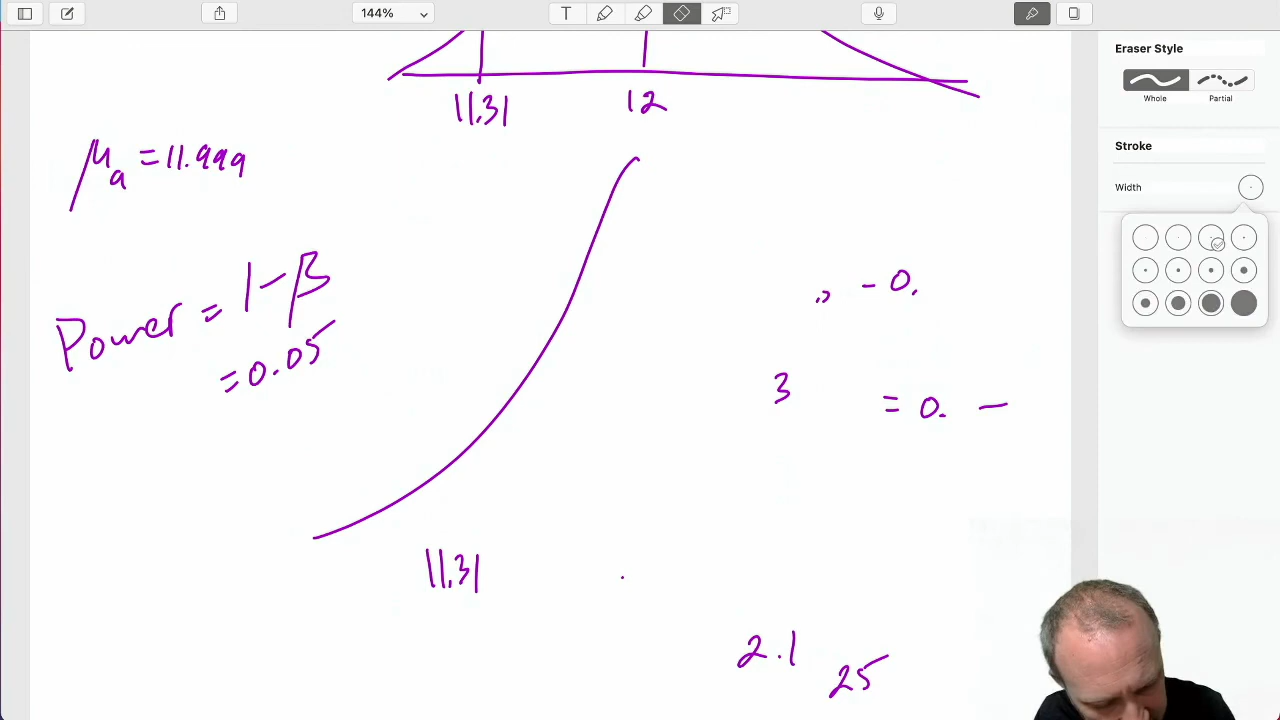 144%
T
Eraser Style
Whole
Partial
Stroke
Width
11.31
12
μa = 11.999
Power = 1 - β
= 0.05
, - 0.
3
= 0. -
11.31
2.1
25